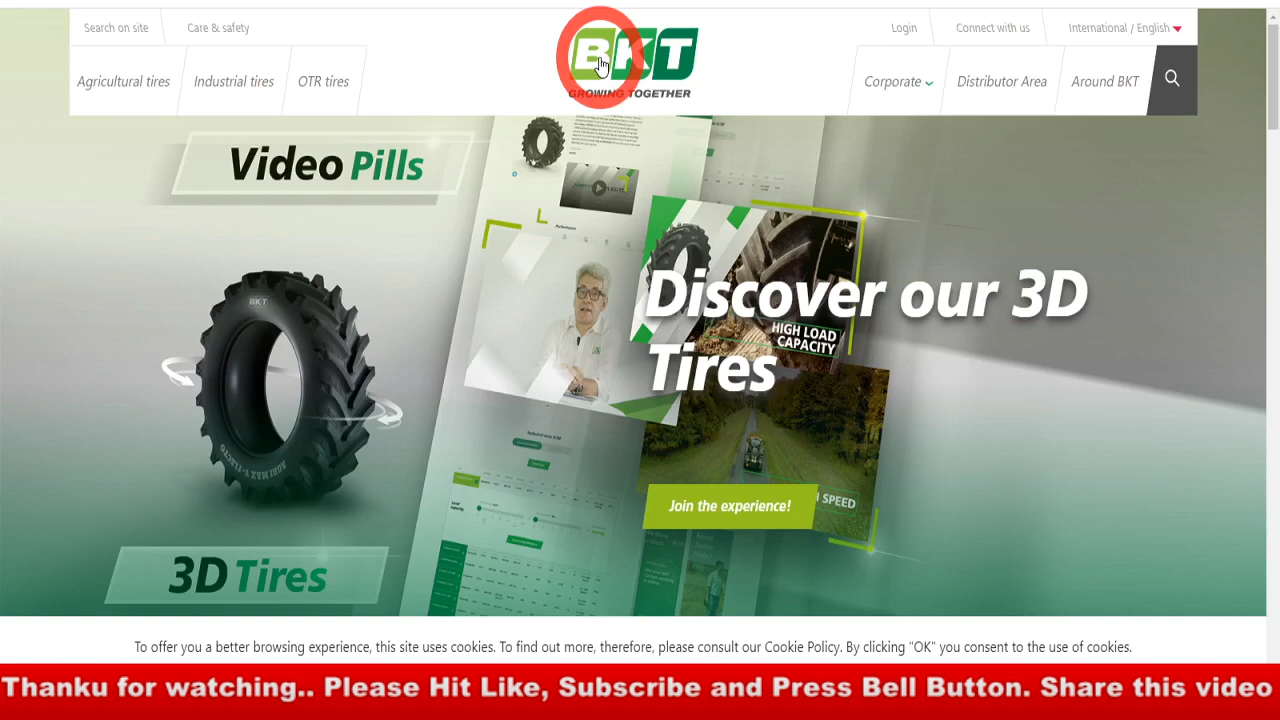 Search on site
Care & safety
Login
Connect with us
International / English
BKT
GROWING TOGETHER
Agricultural tires
Industrial tires
OTR tires
Corporate
Distributor Area
Around BKT
Video Pills
Discover our 3D
Tires
HIGH LOAD
CAPACITY
BKT
AGRIMAX V-FLECTO
Join the experience!
SPEED
3D Tires
To offer you a better browsing experience, this site uses cookies. To find out more, therefore, please consult our Cookie Policy. By clicking "OK" you consent to the use of cookies.
Thanku for watching.. Please Hit Like, Subscribe and Press Bell Button. Share this video